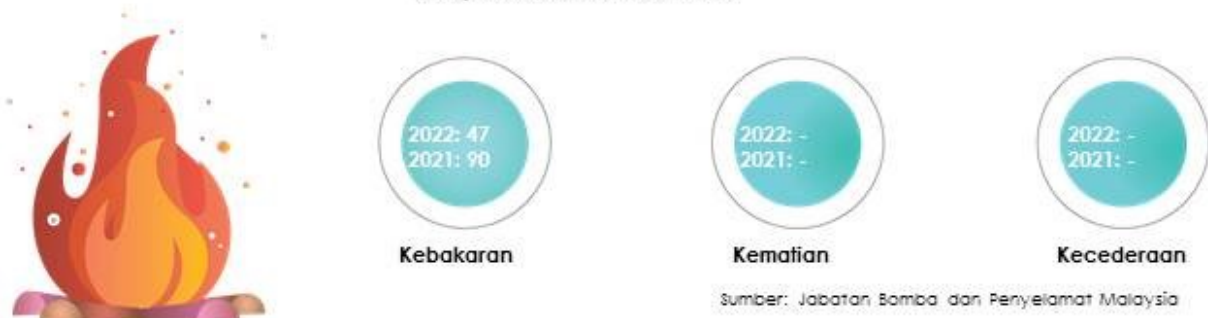 2022: 47
2021: 90
Kebakaran
2022: -
2021: -
Kematian
2022: -
2021: -
Kecederaan
Sumber: Jabatan Bomba dan Penyelamat Malaysia